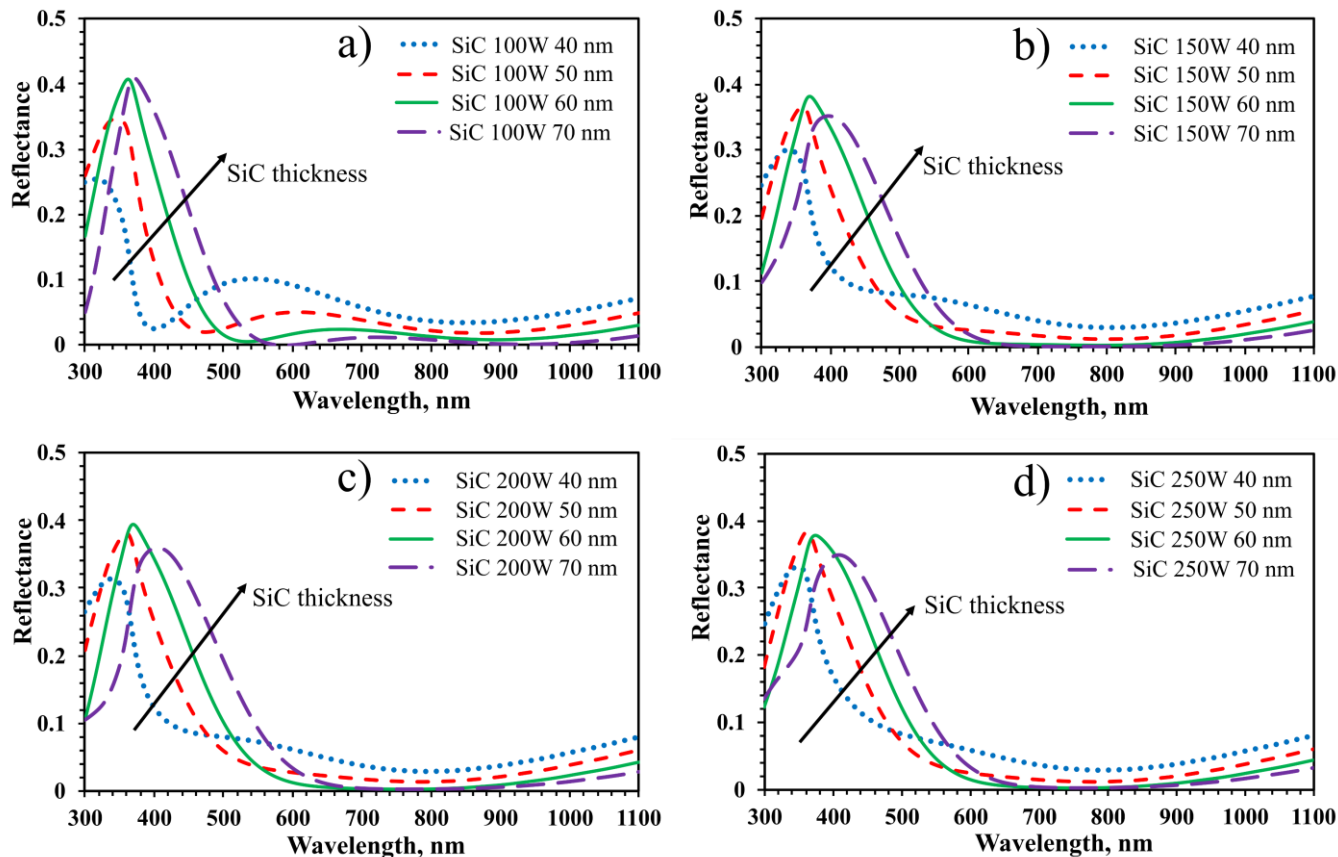 a)
SiC 100W 40 nm
SiC 100W 50 nm
SiC 100W 60 nm
SiC 100W 70 nm
SiC thickness
Reflectance
0.5
0.4
0.3
0.2
0.1
0
300 400 500 600 700 800 900 1000 1100
Wavelength, nm
b)
SiC 150W 40 nm
SiC 150W 50 nm
SiC 150W 60 nm
SiC 150W 70 nm
SiC thickness
Reflectance
0.5
0.4
0.3
0.2
0.1
0
300 400 500 600 700 800 900 1000 1100
Wavelength, nm
c)
SiC 200W 40 nm
SiC 200W 50 nm
SiC 200W 60 nm
SiC 200W 70 nm
SiC thickness
Reflectance
0.5
0.4
0.3
0.2
0.1
0
300 400 500 600 700 800 900 1000 1100
Wavelength, nm
d)
SiC 250W 40 nm
SiC 250W 50 nm
SiC 250W 60 nm
SiC 250W 70 nm
SiC thickness
Reflectance
0.5
0.4
0.3
0.2
0.1
0
300 400 500 600 700 800 900 1000 1100
Wavelength, nm